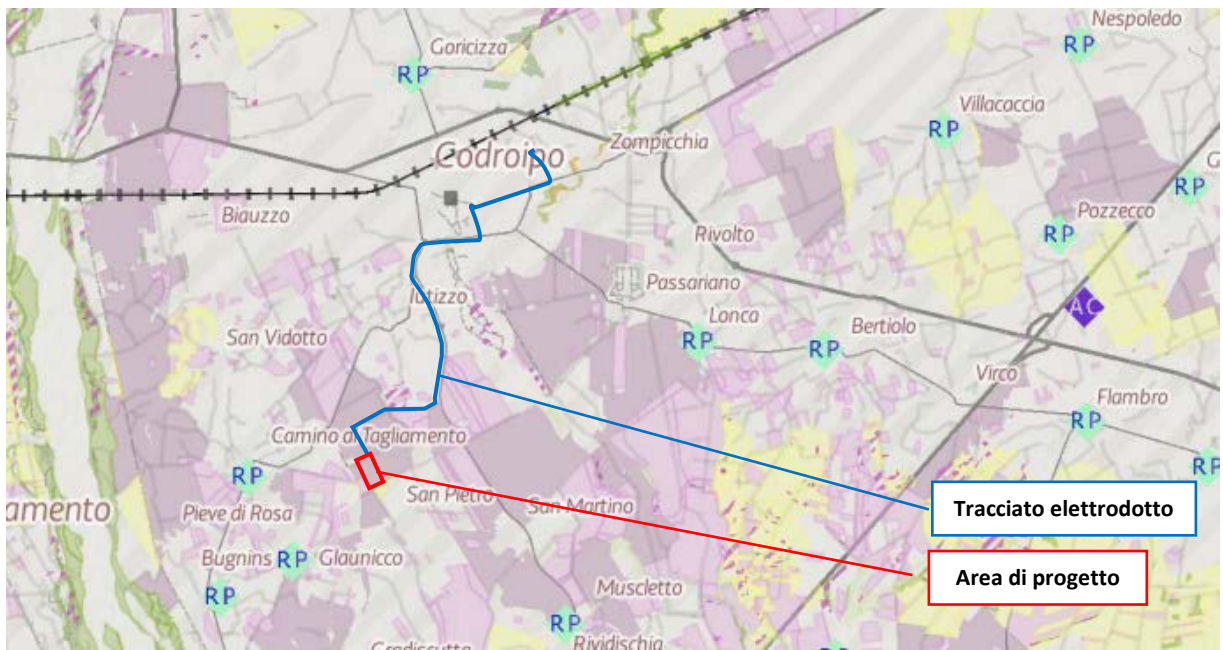 Nespoledo
Goricizza
RP
RP
Villacaccia
RP
Zompicchia
Codroipo
RP
Biauzzo
Pozzecco
RP
Rivolto
Passariano
Iutizzo
AC
Lonca
San Vidotto
RP
Bertiolo
RP
Virco
Flambro
RP
Camino al Tagliamento
RP
RP
San Pietro
San Martino
Tracciato elettrodotto
amento
Pieve di Rosa
Bugnins
RP
Glaunicco
Area di progetto
RP
Muscletto
RP
Rividischia